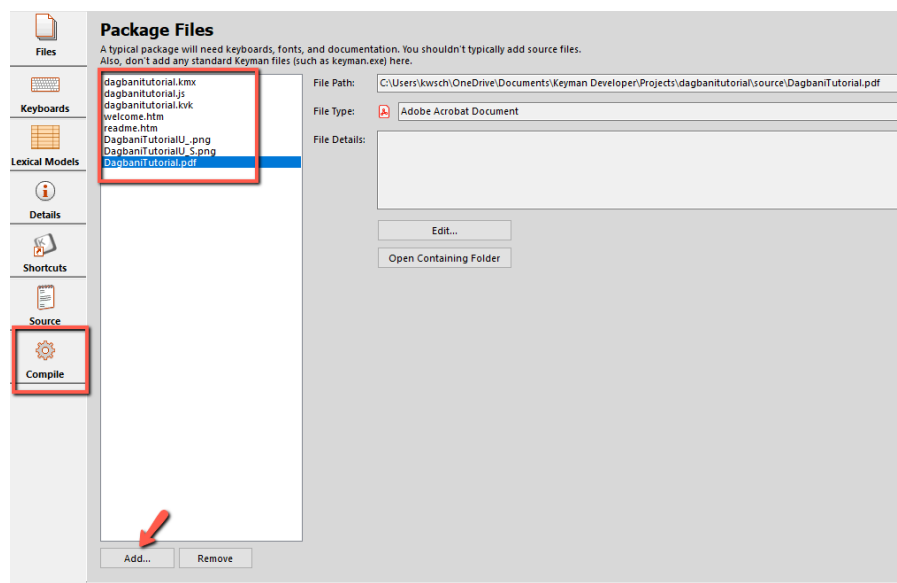 Files
Keyboards
Lexical Models
Details
Shortcuts
Source
Compile
Package Files
A typical package will need keyboards, fonts, and documentation. You shouldn't typically add source files.
Also, don't add any standard Keyman files (such as keyman.exe) here.
dagbanitutorial.kmx
dagbanitutorial.js
dagbanitutorial.kvk
welcome.htm
readme.htm
DagbaniTutorialU_.png
DagbaniTutorialU_S.png
DagbaniTutorial.pdf
Add...
Remove
File Path:
C:\Users\kwsch\OneDrive\Documents\Keyman Developer\Projects\dagbanitutorial\source\DagbaniTutorial.pdf
File Type:
Adobe Acrobat Document
File Details:
Edit...
Open Containing Folder